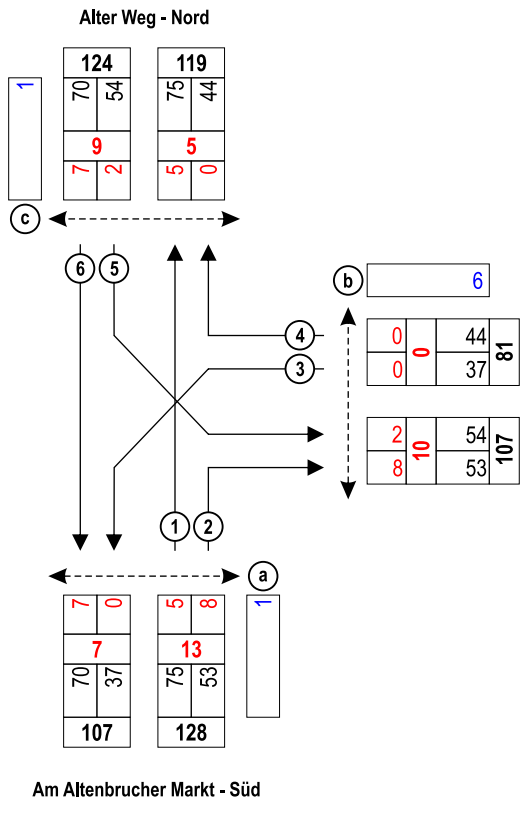 Alter Weg - Nord
124 119
1 70 54 75 44
9 5
7 2 5 0
c
6 5
b 6
4 0 0 44 81
3 0 37
2 10 54 107
8 53
1 2
a
7 0 5 8 1
7 13
70 37 75 53
107 128
Am Altenbrucher Markt - Süd